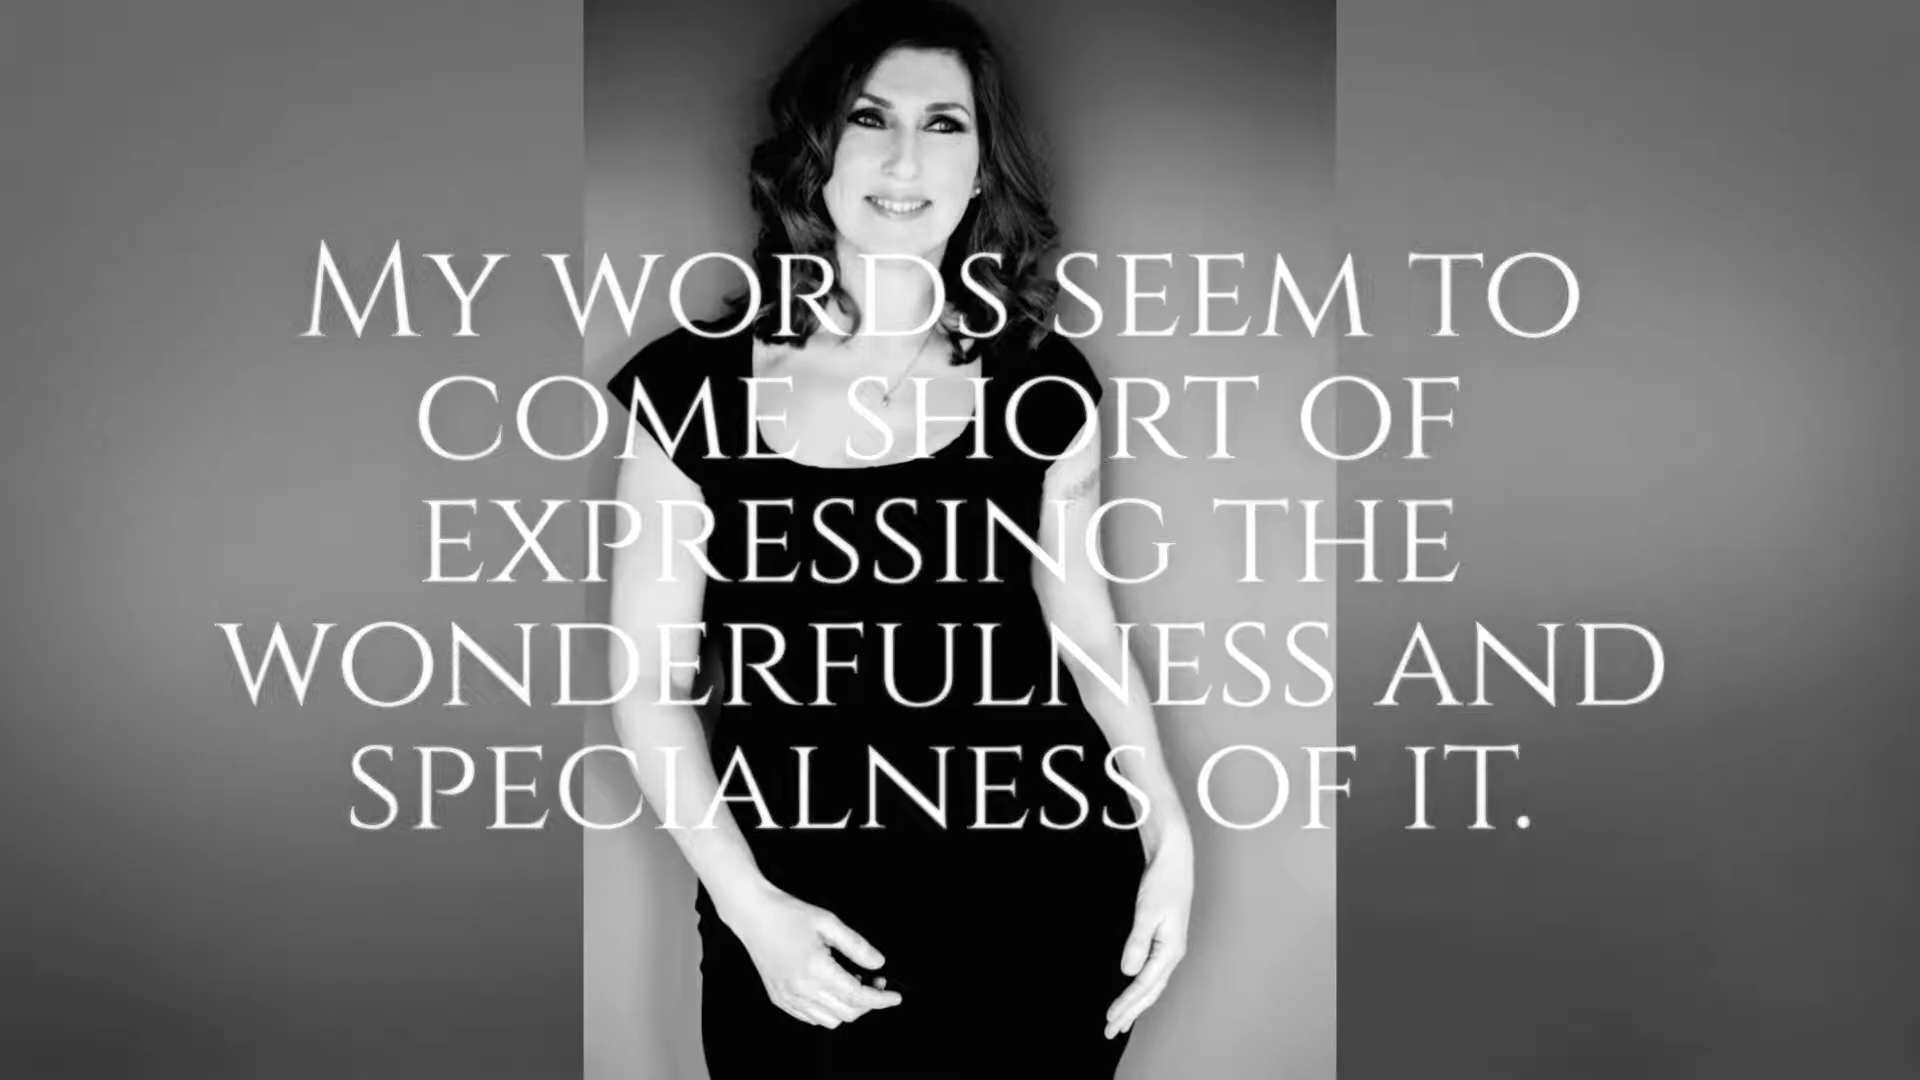 My words seem to
come short of
expressing the
wonderfulness and
specialness of it.